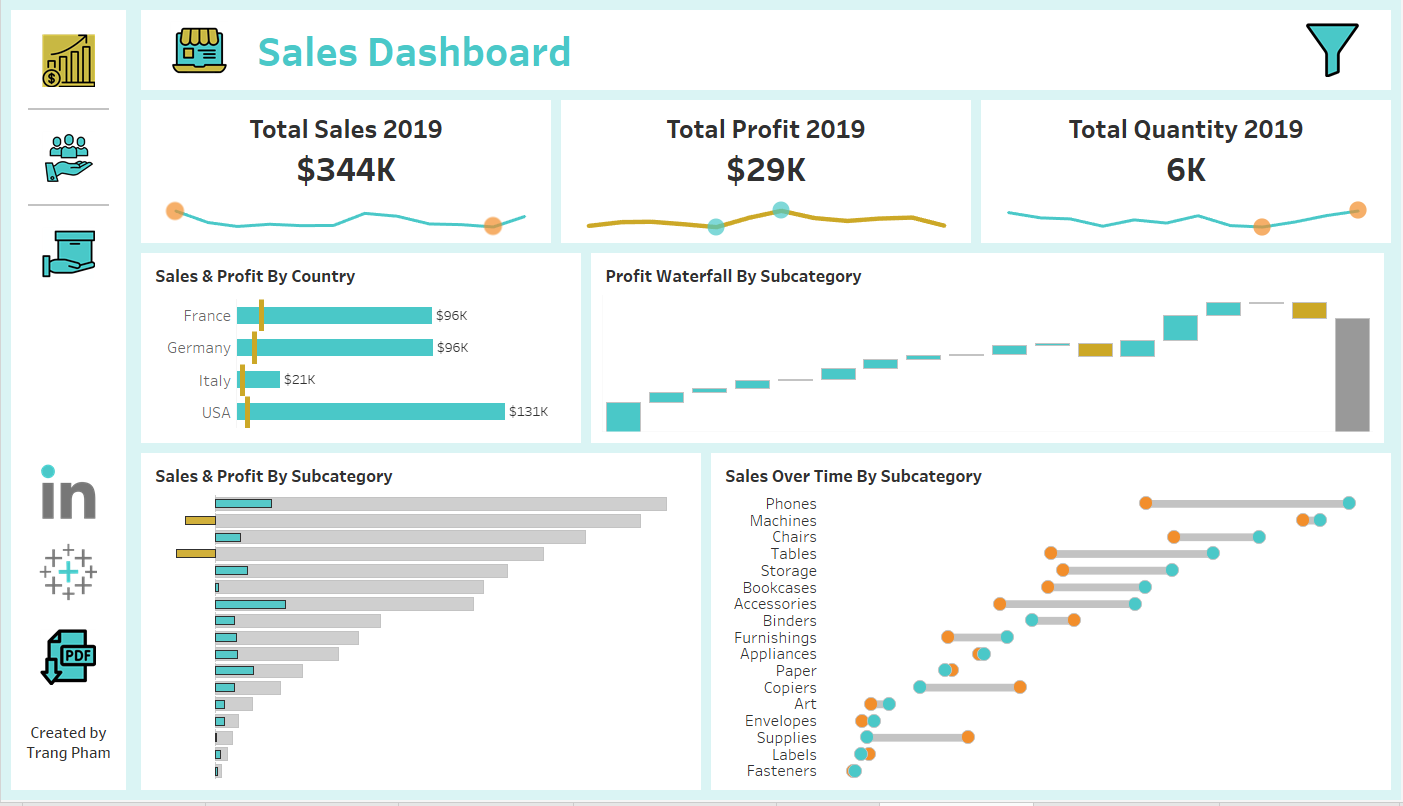 $
Sales Dashboard
Total Sales 2019
$344K
Total Profit 2019
$29K
Total Quantity 2019
6K
Sales & Profit By Country
France $96K
Germany $96K
Italy $21K
USA $131K
Profit Waterfall By Subcategory
Sales & Profit By Subcategory
Sales Over Time By Subcategory
Phones
Machines
Chairs
Tables
Storage
Bookcases
Accessories
Binders
Furnishings
Appliances
Paper
Copiers
Art
Envelopes
Supplies
Labels
Fasteners
in
PDF
Created by
Trang Pham